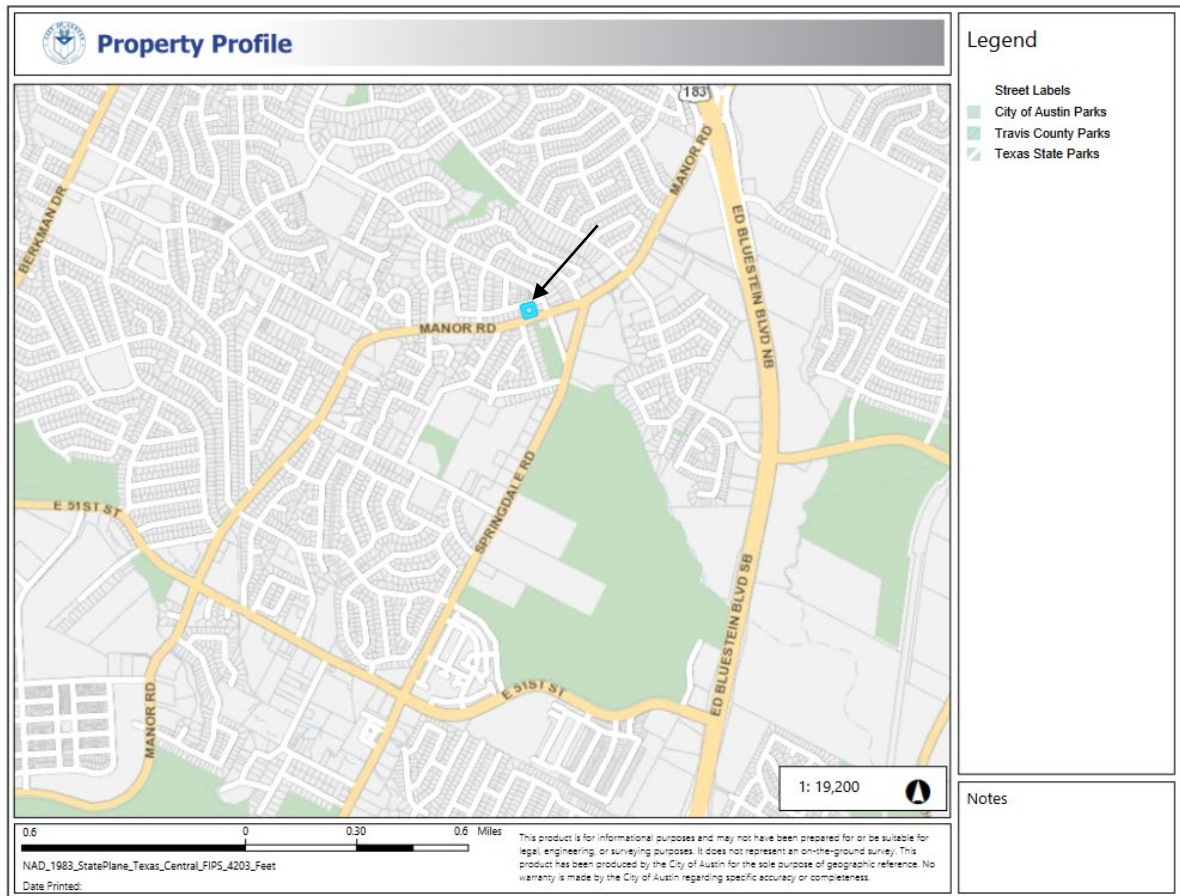 CITY OF AUSTIN
Property Profile
Legend
Street Labels
City of Austin Parks
Travis County Parks
Texas State Parks
183
MANOR RD
BERKMAN DR
ED BLUESTEIN BLVD NB
MANOR RD
SPRINGDALE RD
E 51ST ST
ED BLUESTEIN BLVD SB
E 51ST ST
MANOR RD
1: 19,200
Notes
0.6 0 0.30 0.6 Miles
NAD_1983_StatePlane_Texas_Central_FIPS_4203_Feet
Date Printed:
This product is for informational purposes and may not have been prepared for or be suitable for
legal, engineering, or surveying purposes. It does not represent an on-the-ground survey. This
product has been produced by the City of Austin for the sole purpose of geographic reference. No
warranty is made by the City of Austin regarding specific accuracy or completeness.